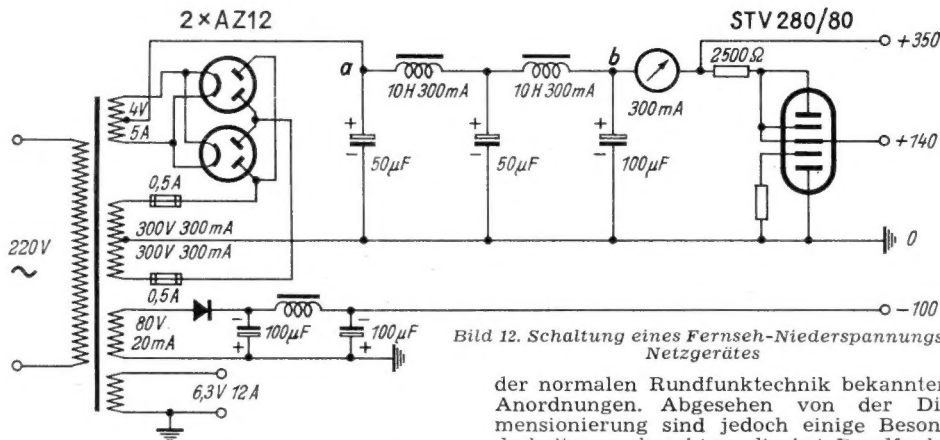 2 × AZ12
STV 280/80
+350
a
b
2500Ω
10H 300mA
10H 300mA
300mA
4V
5A
+
−
50µF
+
−
50µF
+
−
100µF
+140
0,5A
300V 300mA
300V 300mA
220V
~
0
0,5A
−100
80V
20mA
−
+
100µF
−
+
100µF
6,3V 12A
Bild 12. Schaltung eines Fernseh-Niederspannungs
Netzgerätes
der normalen Rundfunktechnik bekannten
Anordnungen. Abgesehen von der Di
mensionierung sind jedoch einige Beson